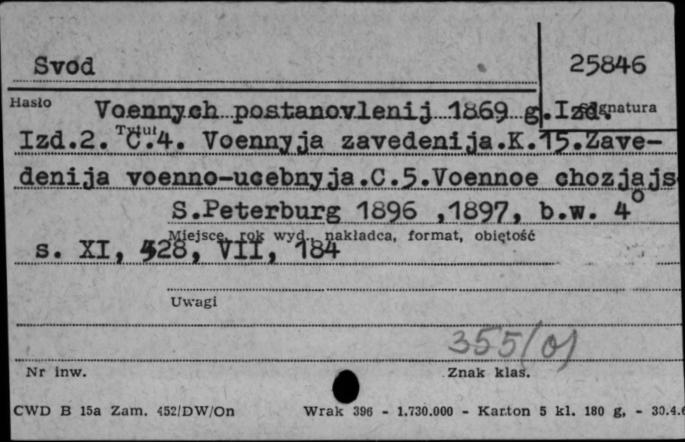 Svod
25846
Hasło
Voennych postanovlenij 1869 g.Izd.
Sygnatura
Tytuł
Izd.2. C.4. Voennyja zavedenija.K.15.Zave-
denija voenno-ucebnyja.C.5.Voennoe chozjajs
S.Peterburg 1896 ,1897, b.w. 4°
Miejsce, rok wyd., nakładca, format, objętość
s. XI, 528, VII, 184
Uwagi
355(0)
Nr inw.
Znak klas.
CWD B 15a Zam. 452/DW/On Wrak 396 - 1.730.000 - Karton 5 kl. 180 g. - 30.4.6